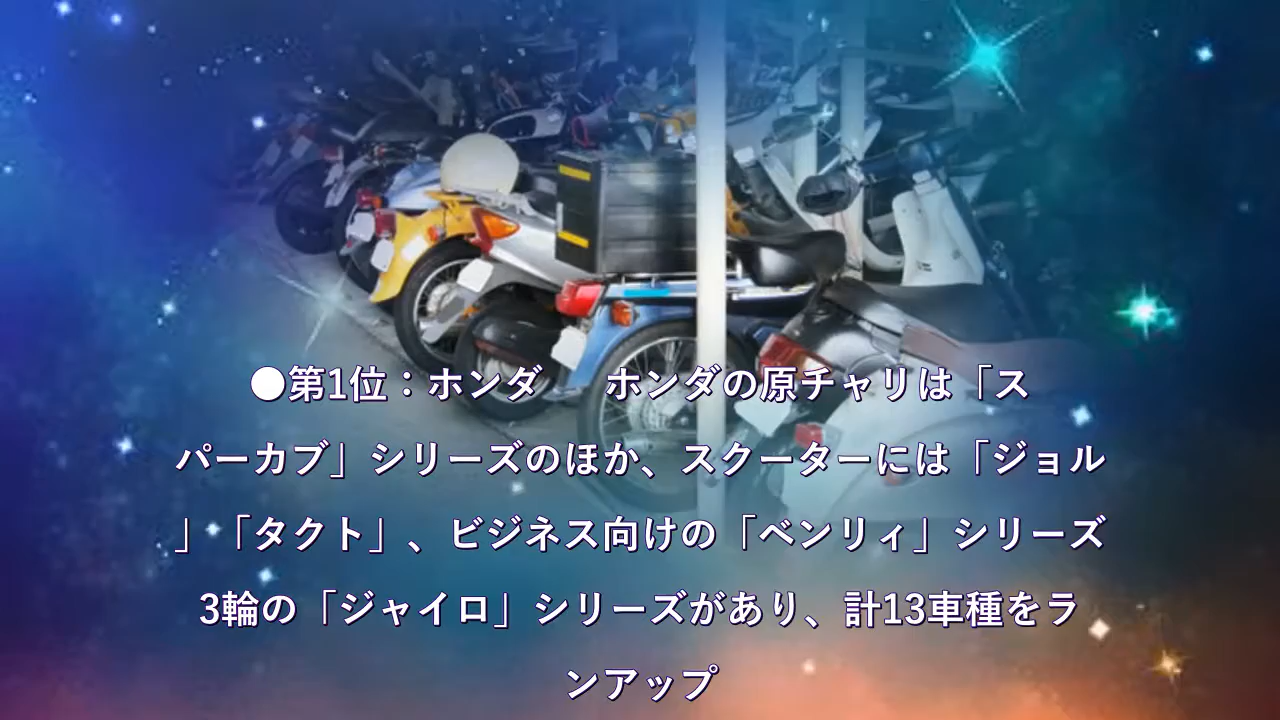 ●第1位：ホンダ　 ホンダの原チャリは「ス
パーカブ」シリーズのほか、スクーターには「ジョル
」「タクト」、ビジネス向けの「ベンリィ」シリーズ
3輪の「ジャイロ」シリーズがあり、計13車種をラ
ンアップ